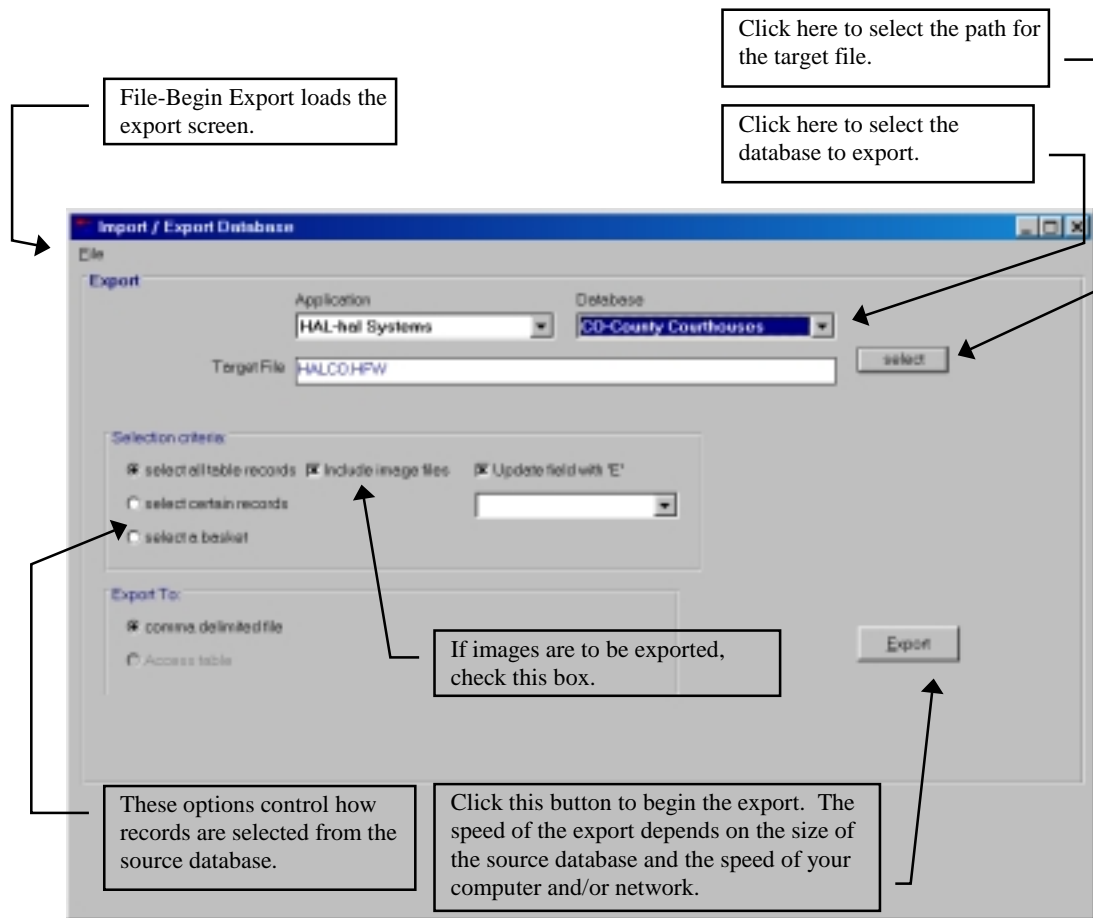 Click here to select the path for
the target file.
File-Begin Export loads the
export screen.
Click here to select the
database to export.
Import / Export Database
File
Export
Application
Database
HAL-hal Systems
CO-County Courthouses
Target File
HALCO.HFW
select
Selection criteria:
select all table records
Include image files
Update field with 'E'
select certain records
select a basket
Export To:
comma delimited file
Access table
If images are to be exported,
check this box.
Export
These options control how
records are selected from the
source database.
Click this button to begin the export.  The
speed of the export depends on the size of
the source database and the speed of your
computer and/or network.